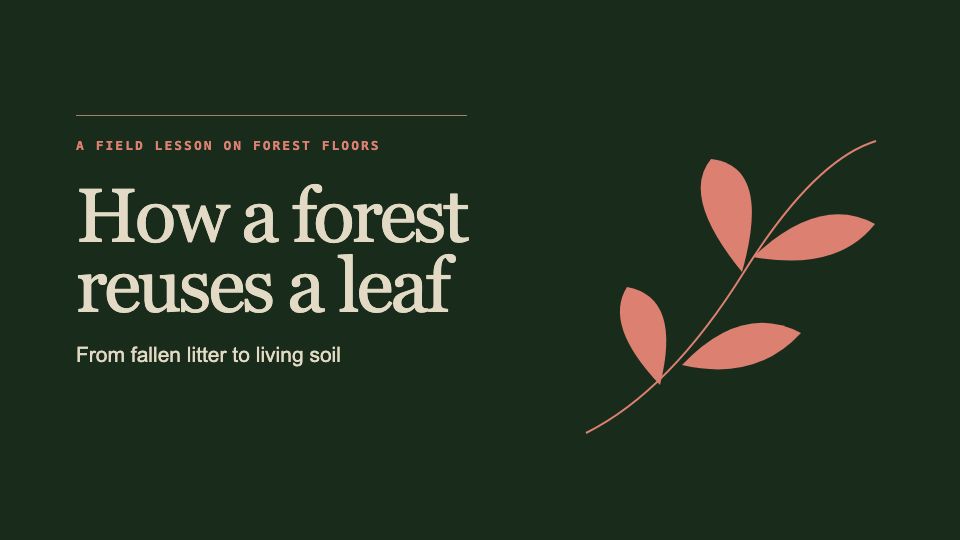 A FIELD LESSON ON FOREST FLOORS
How a forest
reuses a leaf
From fallen litter to living soil